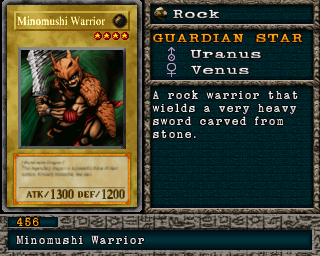 Minomushi Warrior
ATK/1300 DEF/1200
Rock
GUARDIAN STAR
Uranus
Venus
A rock warrior that
wields a very heavy
sword carved from
stone.
456
Minomushi Warrior